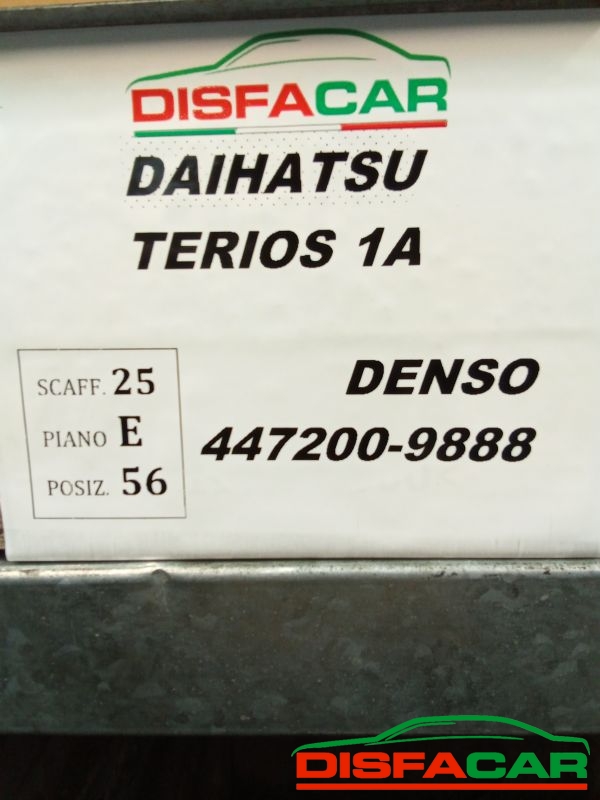 DISFACAR
DAIHATSU
TERIOS 1A
SCAFF. 25
PIANO E
POSIZ. 56
DENSO
447200-9888
DISFACAR